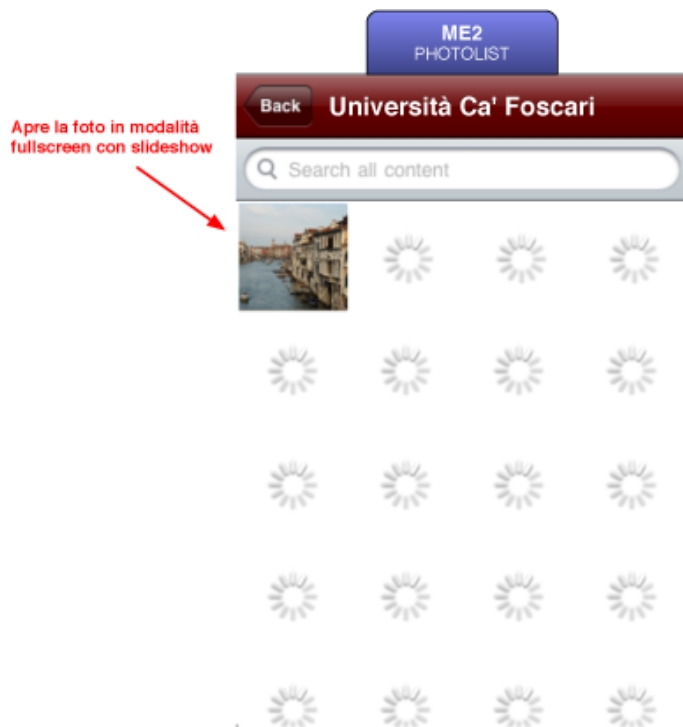 ME2
PHOTOLIST
Back
Università Ca' Foscari
Apre la foto in modalità
fullscreen con slideshow
Search all content